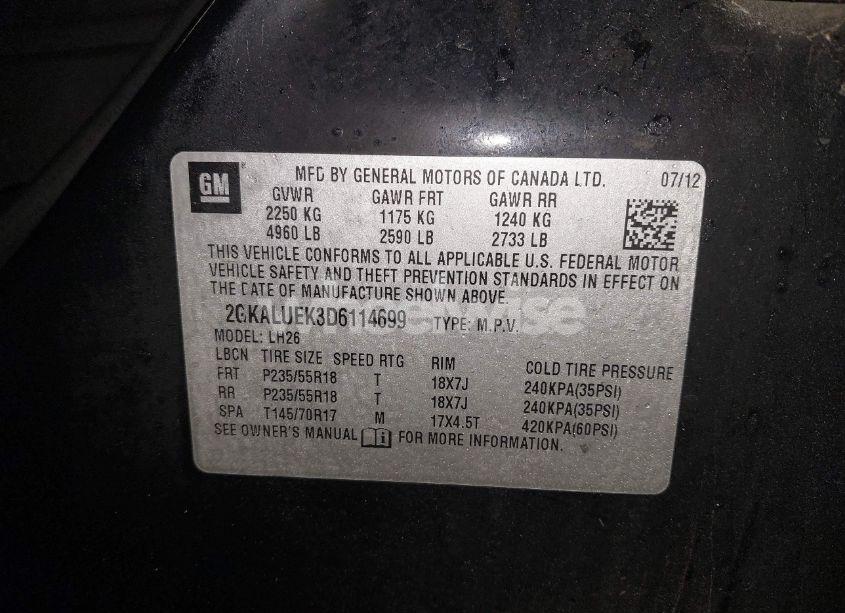 GM
MFD BY GENERAL MOTORS OF CANADA LTD. 07/12
GVWR GAWR FRT GAWR RR
2250 KG 1175 KG 1240 KG
4960 LB 2590 LB 2733 LB
THIS VEHICLE CONFORMS TO ALL APPLICABLE U.S. FEDERAL MOTOR
VEHICLE SAFETY AND THEFT PREVENTION STANDARDS IN EFFECT ON
THE DATE OF MANUFACTURE SHOWN ABOVE.
2GKALUEK3D6114699 TYPE: M.P.V.
MODEL: LH26
LBCN TIRE SIZE SPEED RTG RIM COLD TIRE PRESSURE
FRT P235/55R18 T 18X7J 240KPA(35PSI)
RR P235/55R18 T 18X7J 240KPA(35PSI)
SPA T145/70R17 M 17X4.5T 420KPA(60PSI)
SEE OWNER'S MANUAL FOR MORE INFORMATION.